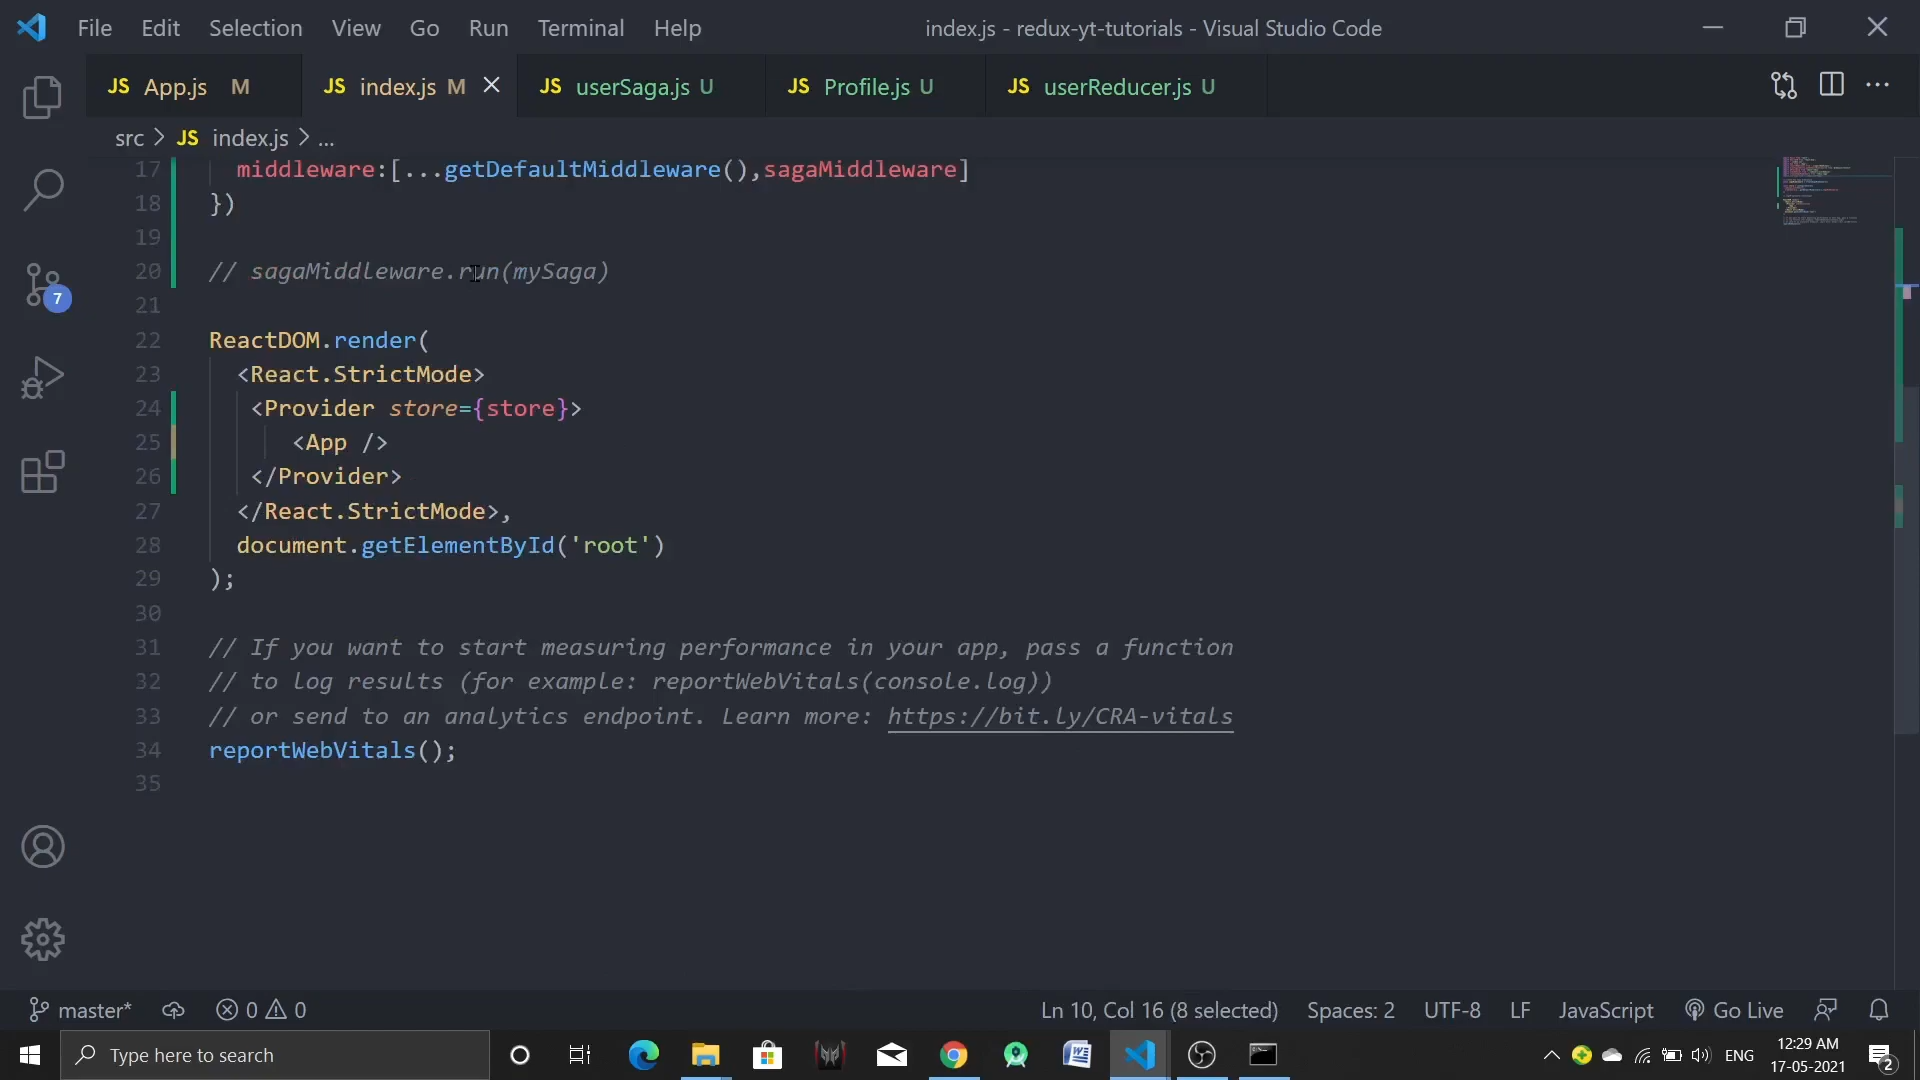 File Edit Selection View Go Run Terminal Help index.js - redux-yt-tutorials - Visual Studio Code
JS App.js M JS index.js M JS userSaga.js U JS Profile.js U JS userReducer.js U
src > JS index.js > ...
17 middleware:[...getDefaultMiddleware(),sagaMiddleware]
18 })
19
20 // sagaMiddleware.run(mySaga)
21
22 ReactDOM.render(
23 <React.StrictMode>
24 <Provider store={store}>
25 <App />
26 </Provider>
27 </React.StrictMode>,
28 document.getElementById('root')
29 );
30
31 // If you want to start measuring performance in your app, pass a function
32 // to log results (for example: reportWebVitals(console.log))
33 // or send to an analytics endpoint. Learn more: https://bit.ly/CRA-vitals
34 reportWebVitals();
35
7
master* 0 0 Ln 10, Col 16 (8 selected) Spaces: 2 UTF-8 LF JavaScript Go Live
Type here to search ENG 12:29 AM
17-05-2021 2